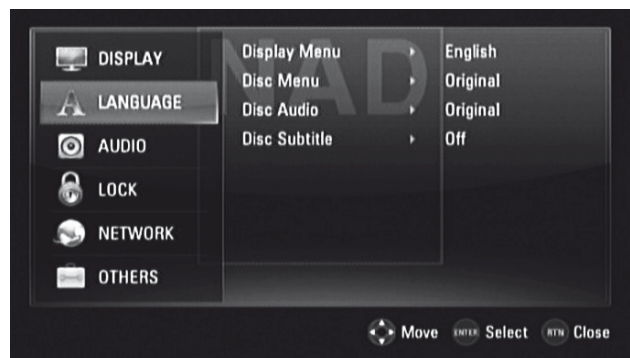 NAD
DISPLAY
LANGUAGE
AUDIO
LOCK
NETWORK
OTHERS
Display Menu English
Disc Menu Original
Disc Audio Original
Disc Subtitle Off
Move ENTER Select RTN Close